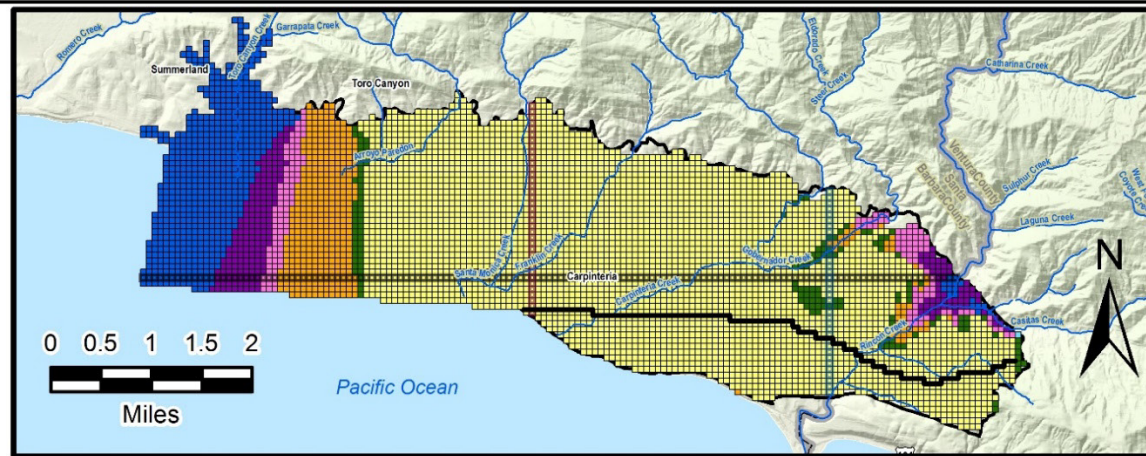 Romero Creek
Garrapata Creek
Toro Canyon Creek
Summerland
Toro Canyon
Arroyo Paredon
Eldorado Creek
Steer Creek
Catharina Creek
Ventura County
Santa
Barbara County
Sulphur Creek
Laguna Creek
Coyote Creek
Santa Monica Creek
Franklin Creek
Carpinteria
Gobernador Creek
Carpinteria Creek
Rincon Creek
Casitas Creek
N
0 0.5 1 1.5 2
Miles
Pacific Ocean